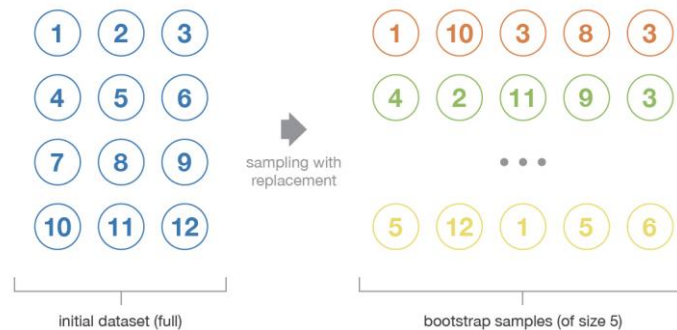 1 2 3
4 5 6
7 8 9
10 11 12
initial dataset (full)
sampling with
replacement
1 10 3 8 3
4 2 11 9 3
...
5 12 1 5 6
bootstrap samples (of size 5)